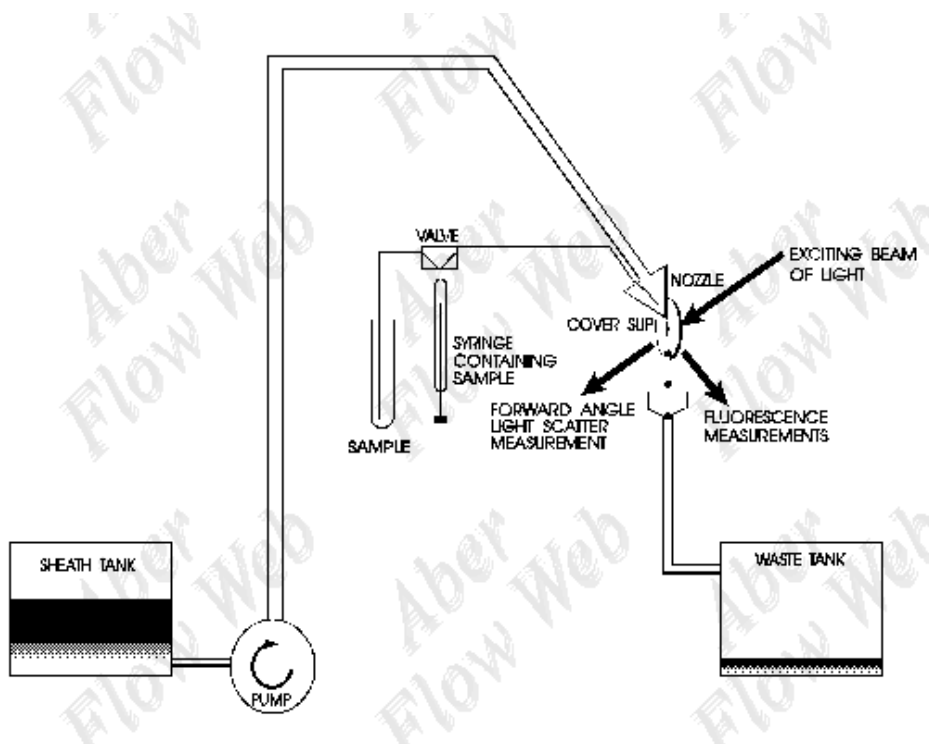 VALVE
EXCITING BEAM
OF LIGHT
NOZZLE
COVER SLIP
SYRINGE
CONTAINING
SAMPLE
SAMPLE
FORWARD ANGLE
LIGHT SCATTER
MEASUREMENT
FLUORESCENCE
MEASUREMENTS
SHEATH TANK
WASTE TANK
PUMP
Aber
Flow Web